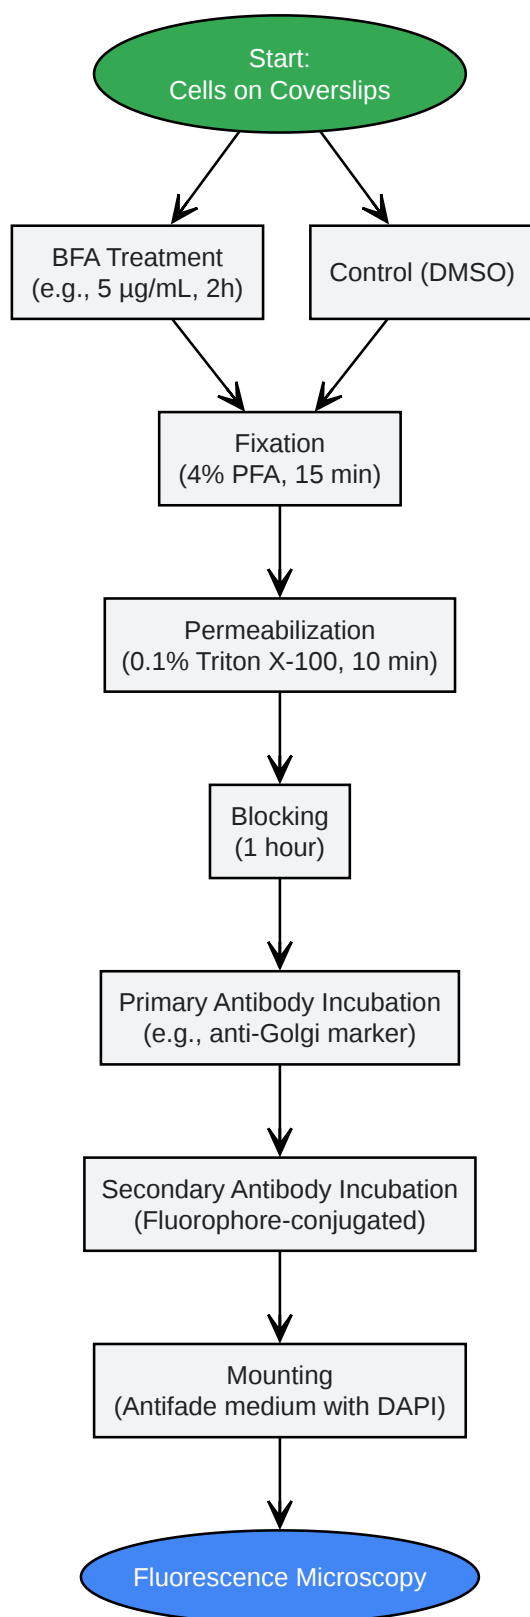 Start:
Cells on Coverslips
BFA Treatment
(e.g., 5 µg/mL, 2h)
Control (DMSO)
Fixation
(4% PFA, 15 min)
Permeabilization
(0.1% Triton X-100, 10 min)
Blocking
(1 hour)
Primary Antibody Incubation
(e.g., anti-Golgi marker)
Secondary Antibody Incubation
(Fluorophore-conjugated)
Mounting
(Antifade medium with DAPI)
Fluorescence Microscopy